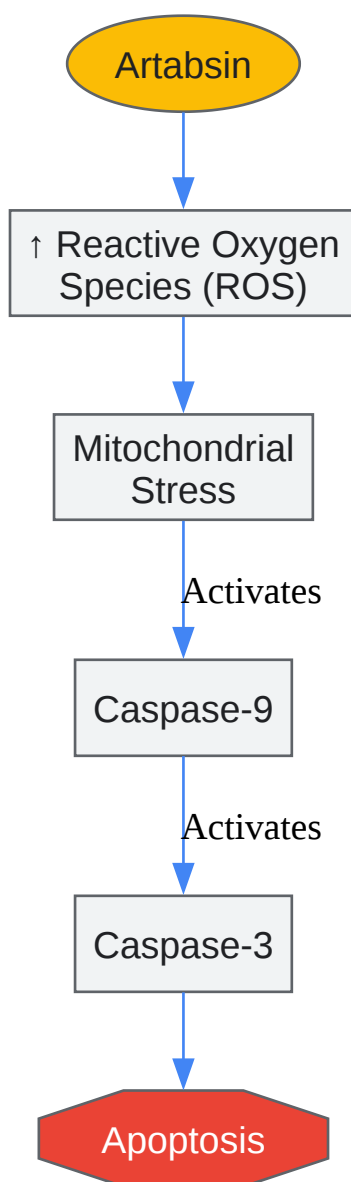 Artabsin
↑ Reactive Oxygen
Species (ROS)
Mitochondrial
Stress
Activates
Caspase-9
Activates
Caspase-3
Apoptosis